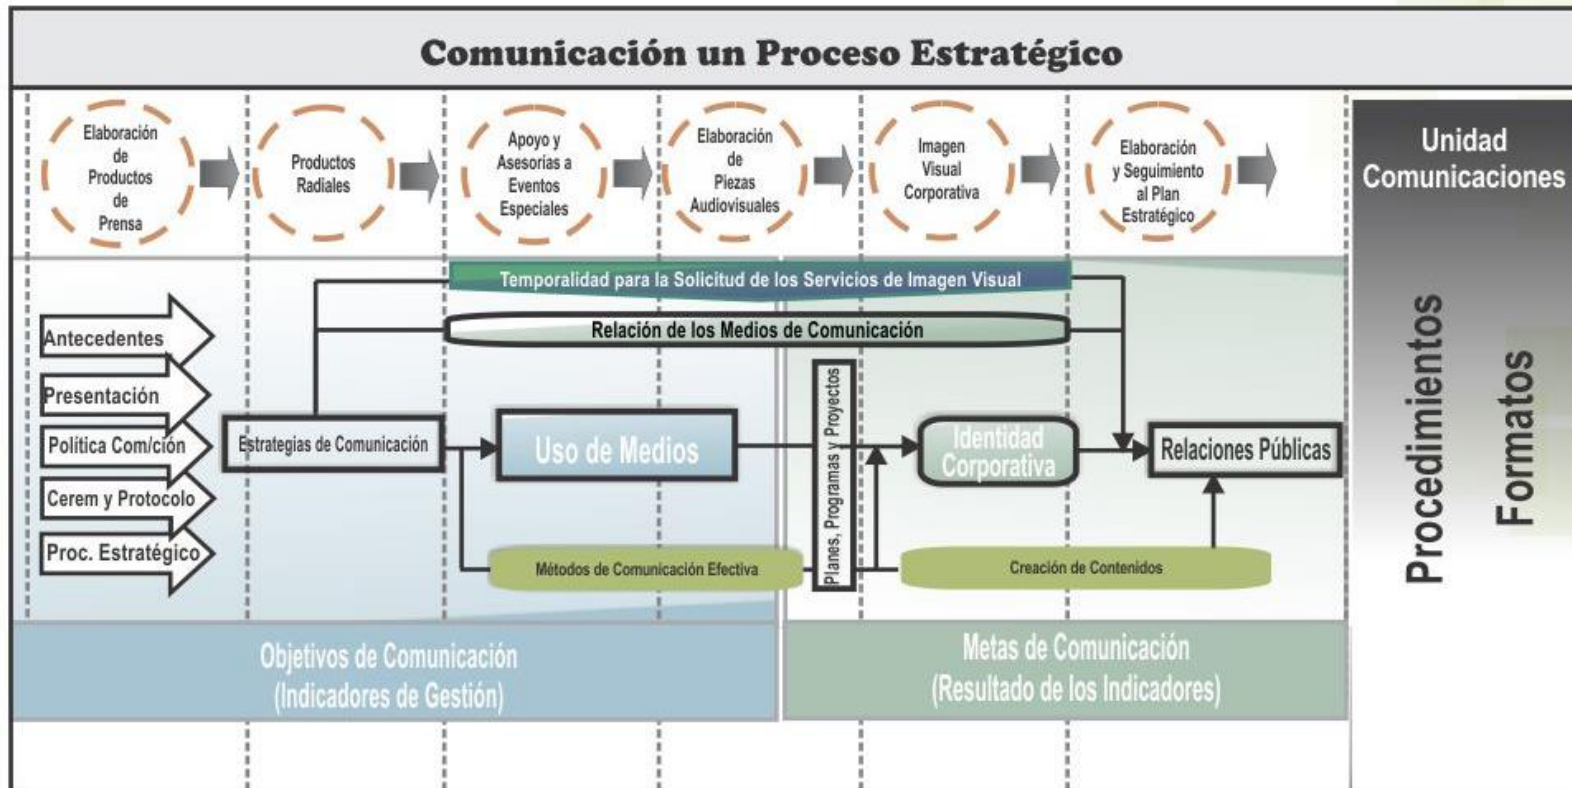 Comunicación un Proceso Estratégico
Elaboración
de
Productos
de
Prensa
Productos
Radiales
Apoyo y
Asesorías a
Eventos
Especiales
Elaboración
de
Piezas
Audiovisuales
Imagen
Visual
Corporativa
Elaboración
y Seguimiento
al Plan
Estratégico
Unidad
Comunicaciones
Temporalidad para la Solicitud de los Servicios de Imagen Visual
Relación de los Medios de Comunicación
Antecedentes
Presentación
Política Com/ción
Cerem y Protocolo
Proc. Estratégico
Estrategias de Comunicación
Uso de Medios
Planes, Programas y Proyectos
Identidad
Corporativa
Relaciones Públicas
Métodos de Comunicación Efectiva
Creación de Contenidos
Procedimientos
Formatos
Objetivos de Comunicación
(Indicadores de Gestión)
Metas de Comunicación
(Resultado de los Indicadores)